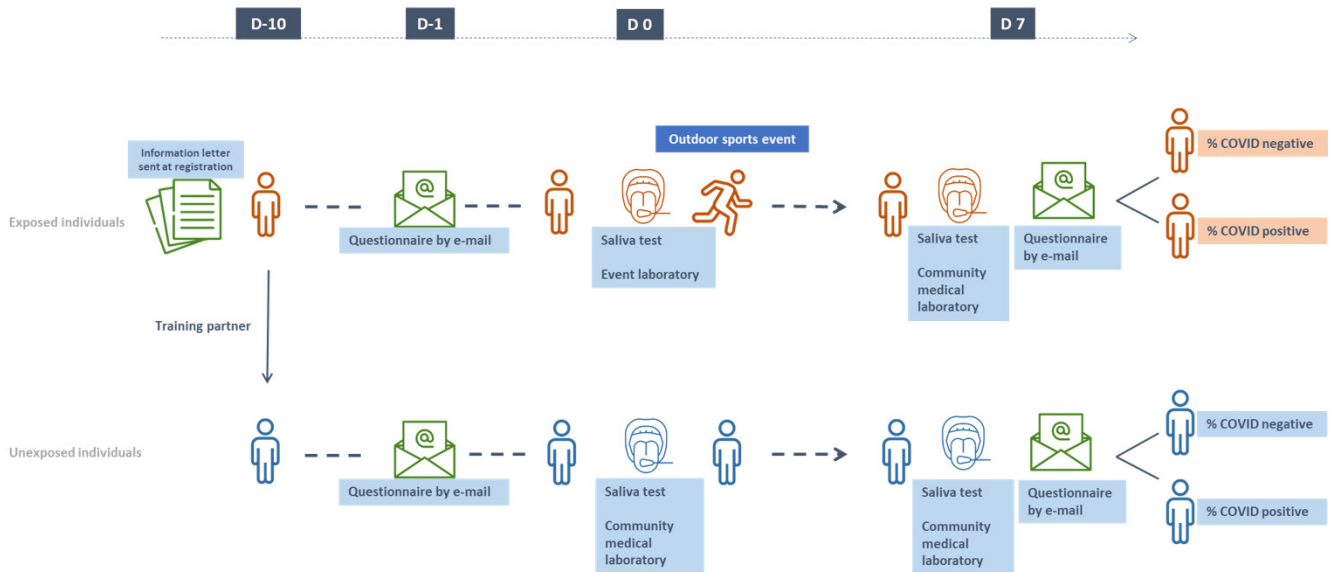 D-10
D-1
D 0
D 7
Outdoor sports event
Information letter
sent at registration
% COVID negative
@
@
Exposed individuals
% COVID positive
Questionnaire by e-mail
Saliva test
Event laboratory
Saliva test
Community
medical
laboratory
Questionnaire
by e-mail
Training partner
% COVID negative
@
@
Unexposed individuals
Questionnaire by e-mail
Saliva test
Community
medical
laboratory
Saliva test
Community
medical
laboratory
Questionnaire
by e-mail
% COVID positive